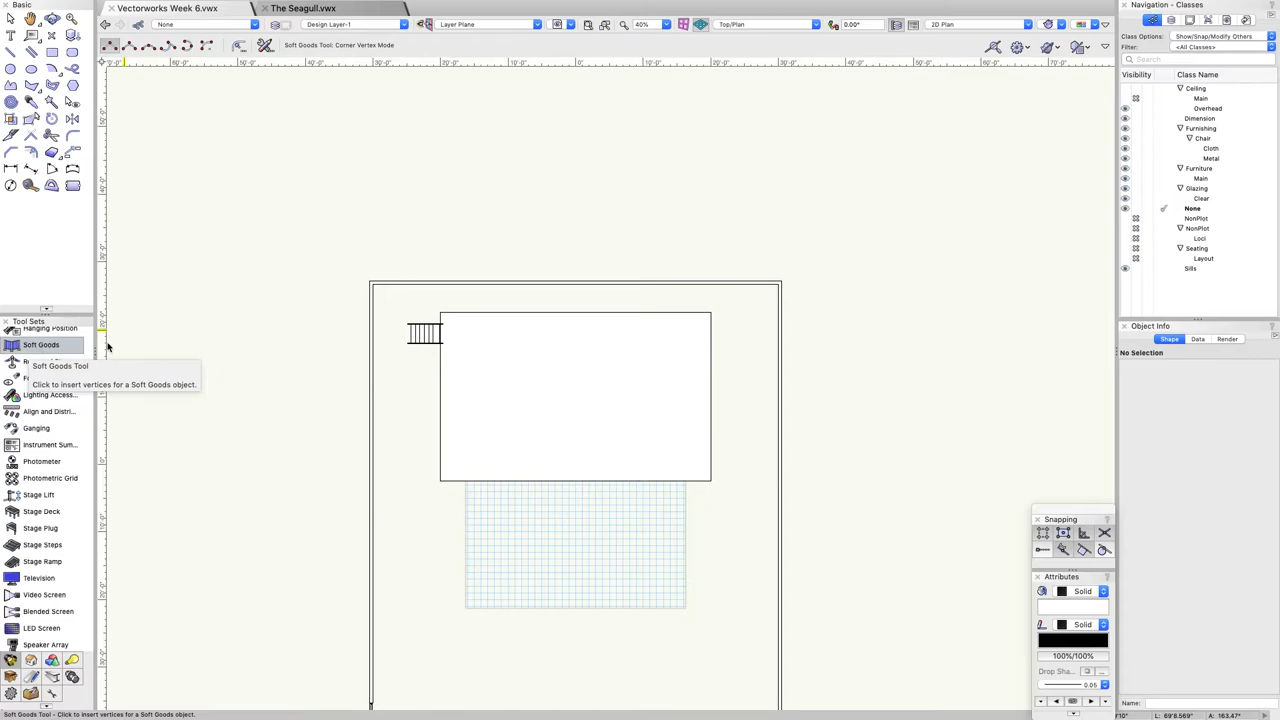 Vectorworks Week 6.vwx
The Seagull.vwx
None
Design Layer-1
Layer Plane
40%
Top/Plan
0.00°
2D Plan
Soft Goods Tool: Corner Vertex Mode
Navigation - Classes
Class Options:
Show/Snap/Modify Others
Filter:
<All Classes>
Search
Visibility
Class Name
Ceiling
Main
Overhead
Dimension
Furnishing
Chair
Cloth
Metal
Furniture
Main
Glazing
Clear
None
NonPlot
NonPlot
Loci
Seating
Layout
Sills
Object Info
Shape
Data
Render
No Selection
Basic
Tool Sets
Hanging Position
Soft Goods
Soft Goods Tool
Click to insert vertices for a Soft Goods object.
Lighting Access...
Align and Distri...
Ganging
Instrument Sum...
Photometer
Photometric Grid
Stage Lift
Stage Deck
Stage Plug
Stage Steps
Stage Ramp
Television
Video Screen
Blended Screen
LED Screen
Speaker Array
Snapping
Attributes
Solid
Solid
100%/100%
Drop Sha...
0.05
Name:
Soft Goods Tool - Click to insert vertices for a Soft Goods object.
L: 69'8.569"
A: 163.47°